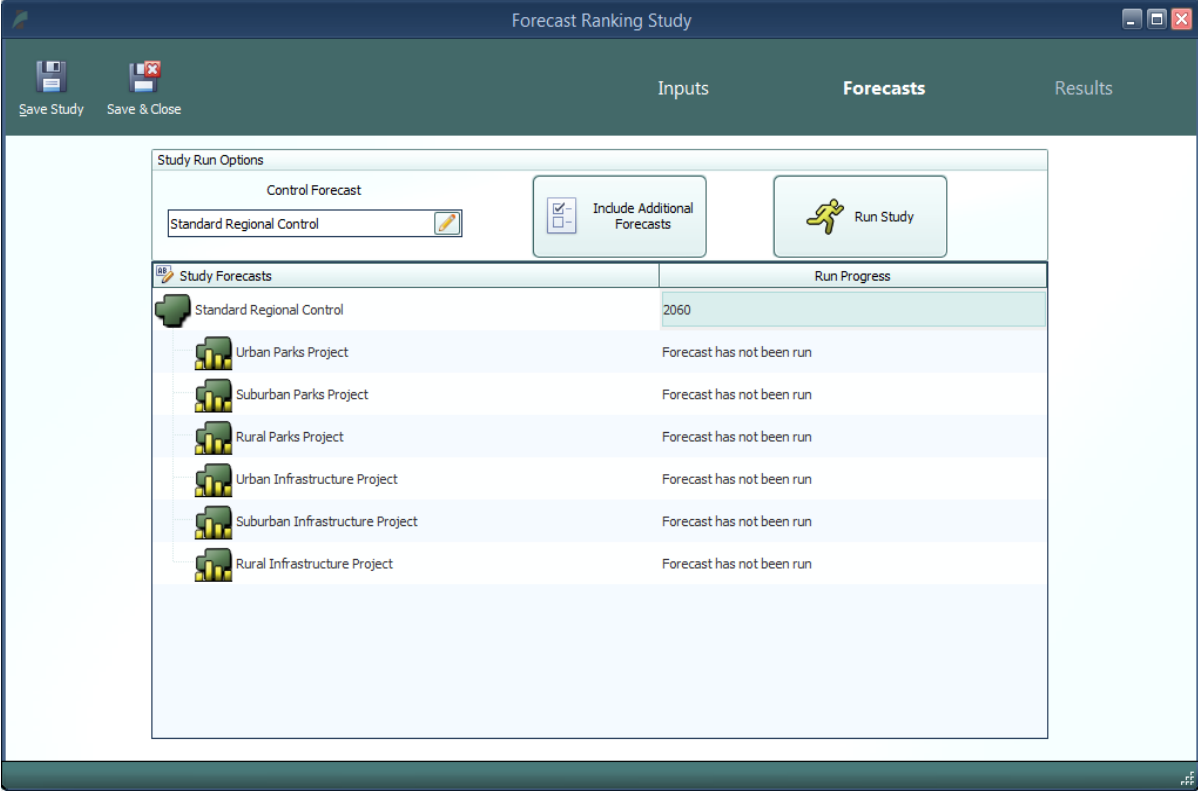 Forecast Ranking Study
Save Study
Save & Close
Inputs
Forecasts
Results
Study Run Options
Control Forecast
Standard Regional Control
Include Additional
Forecasts
Run Study
AB
Study Forecasts
Run Progress
Standard Regional Control
2060
Urban Parks Project
Forecast has not been run
Suburban Parks Project
Forecast has not been run
Rural Parks Project
Forecast has not been run
Urban Infrastructure Project
Forecast has not been run
Suburban Infrastructure Project
Forecast has not been run
Rural Infrastructure Project
Forecast has not been run